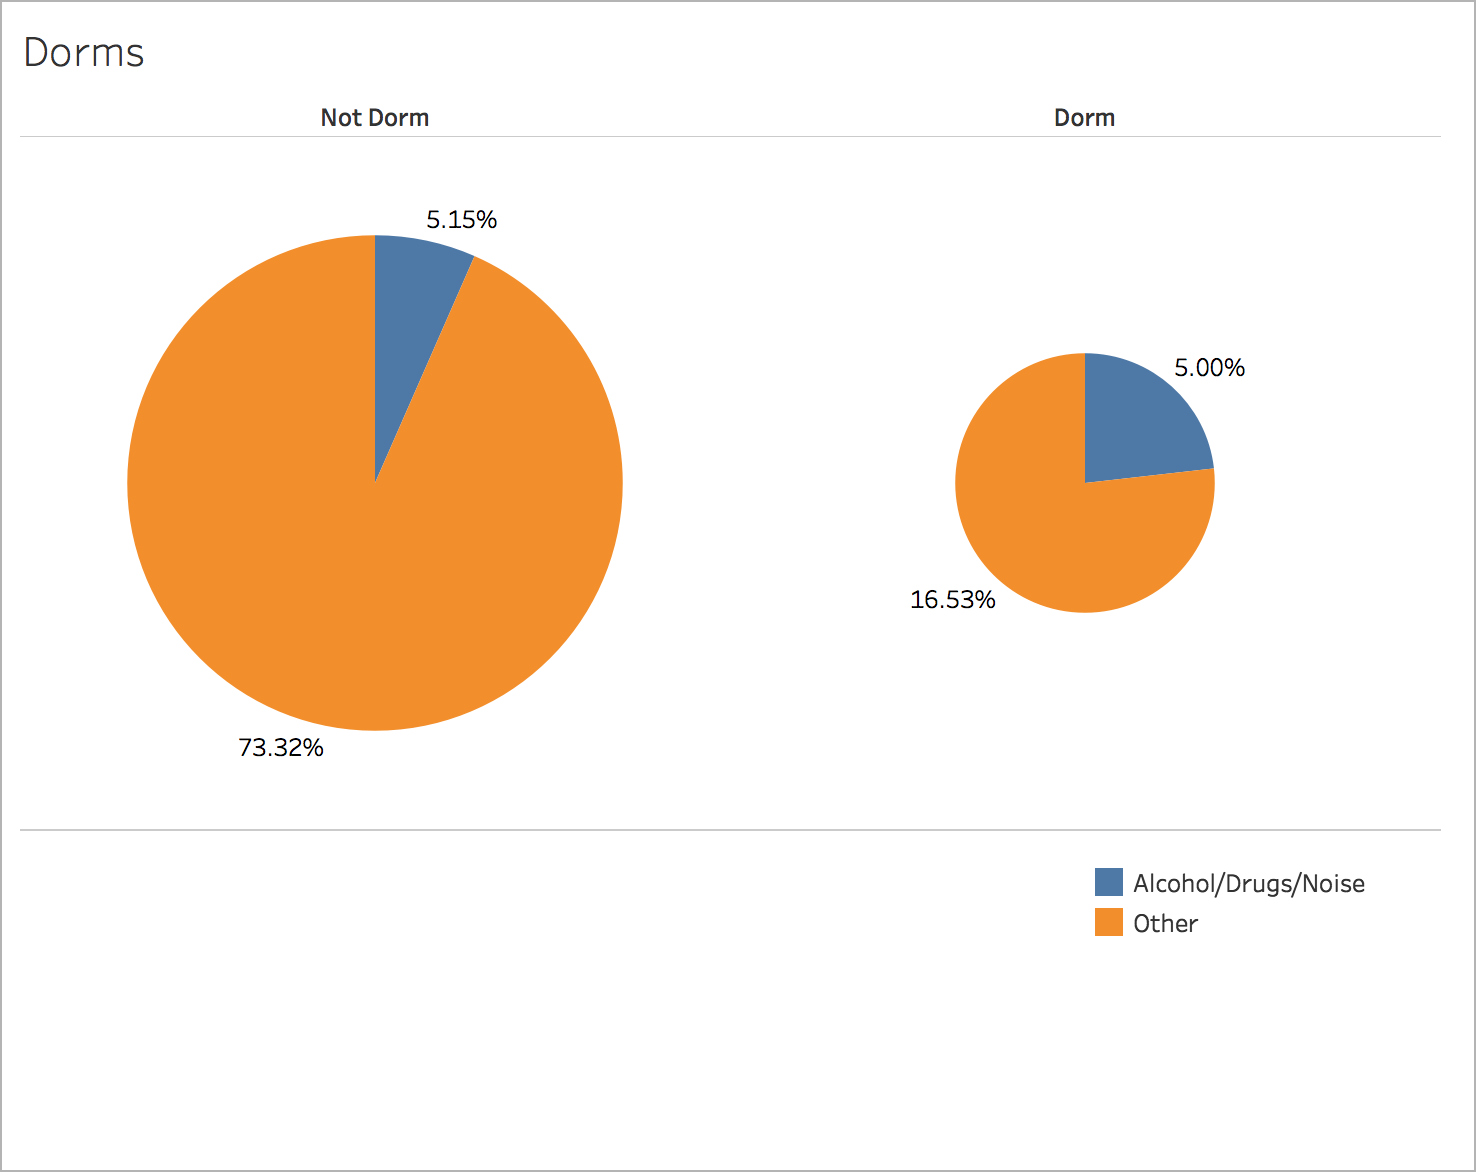 Dorms
Not Dorm
Dorm
5.15%
5.00%
16.53%
73.32%
Alcohol/Drugs/Noise
Other